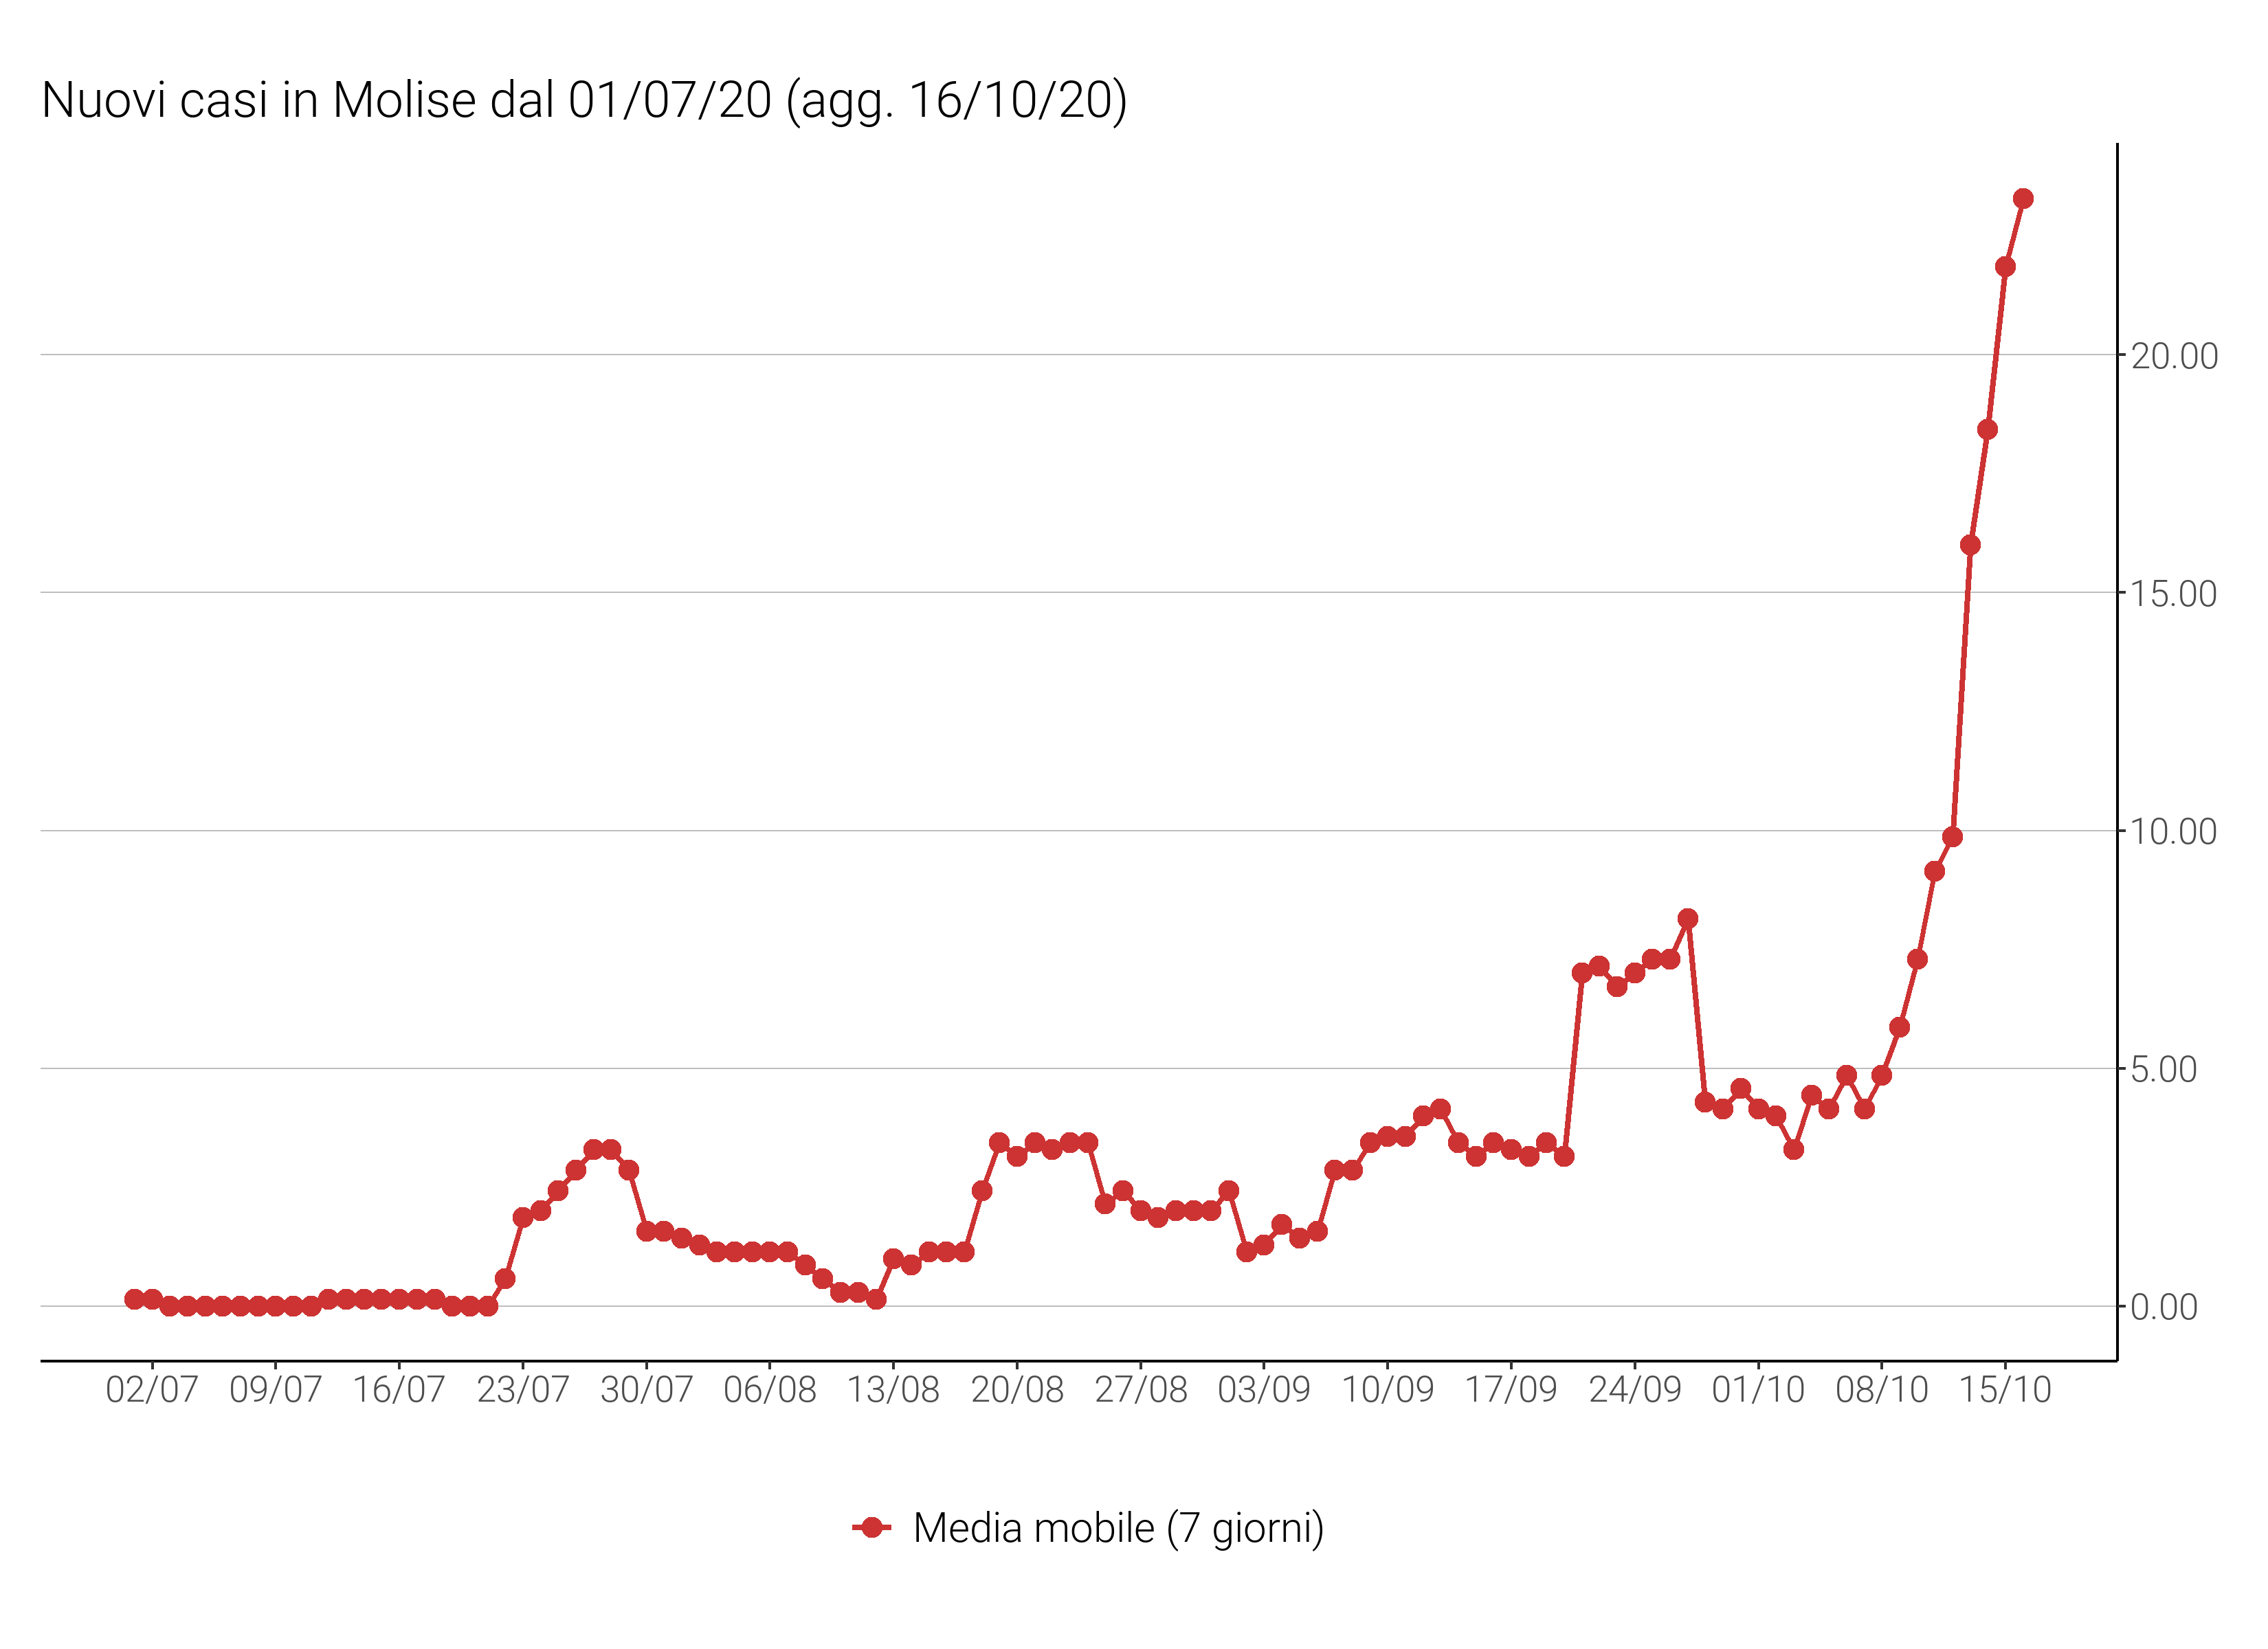 Nuovi casi in Molise dal 01/07/20 (agg. 16/10/20)
20.00
15.00
10.00
5.00
0.00
02/07 09/07 16/07 23/07 30/07 06/08 13/08 20/08 27/08 03/09 10/09 17/09 24/09 01/10 08/10 15/10
Media mobile (7 giorni)